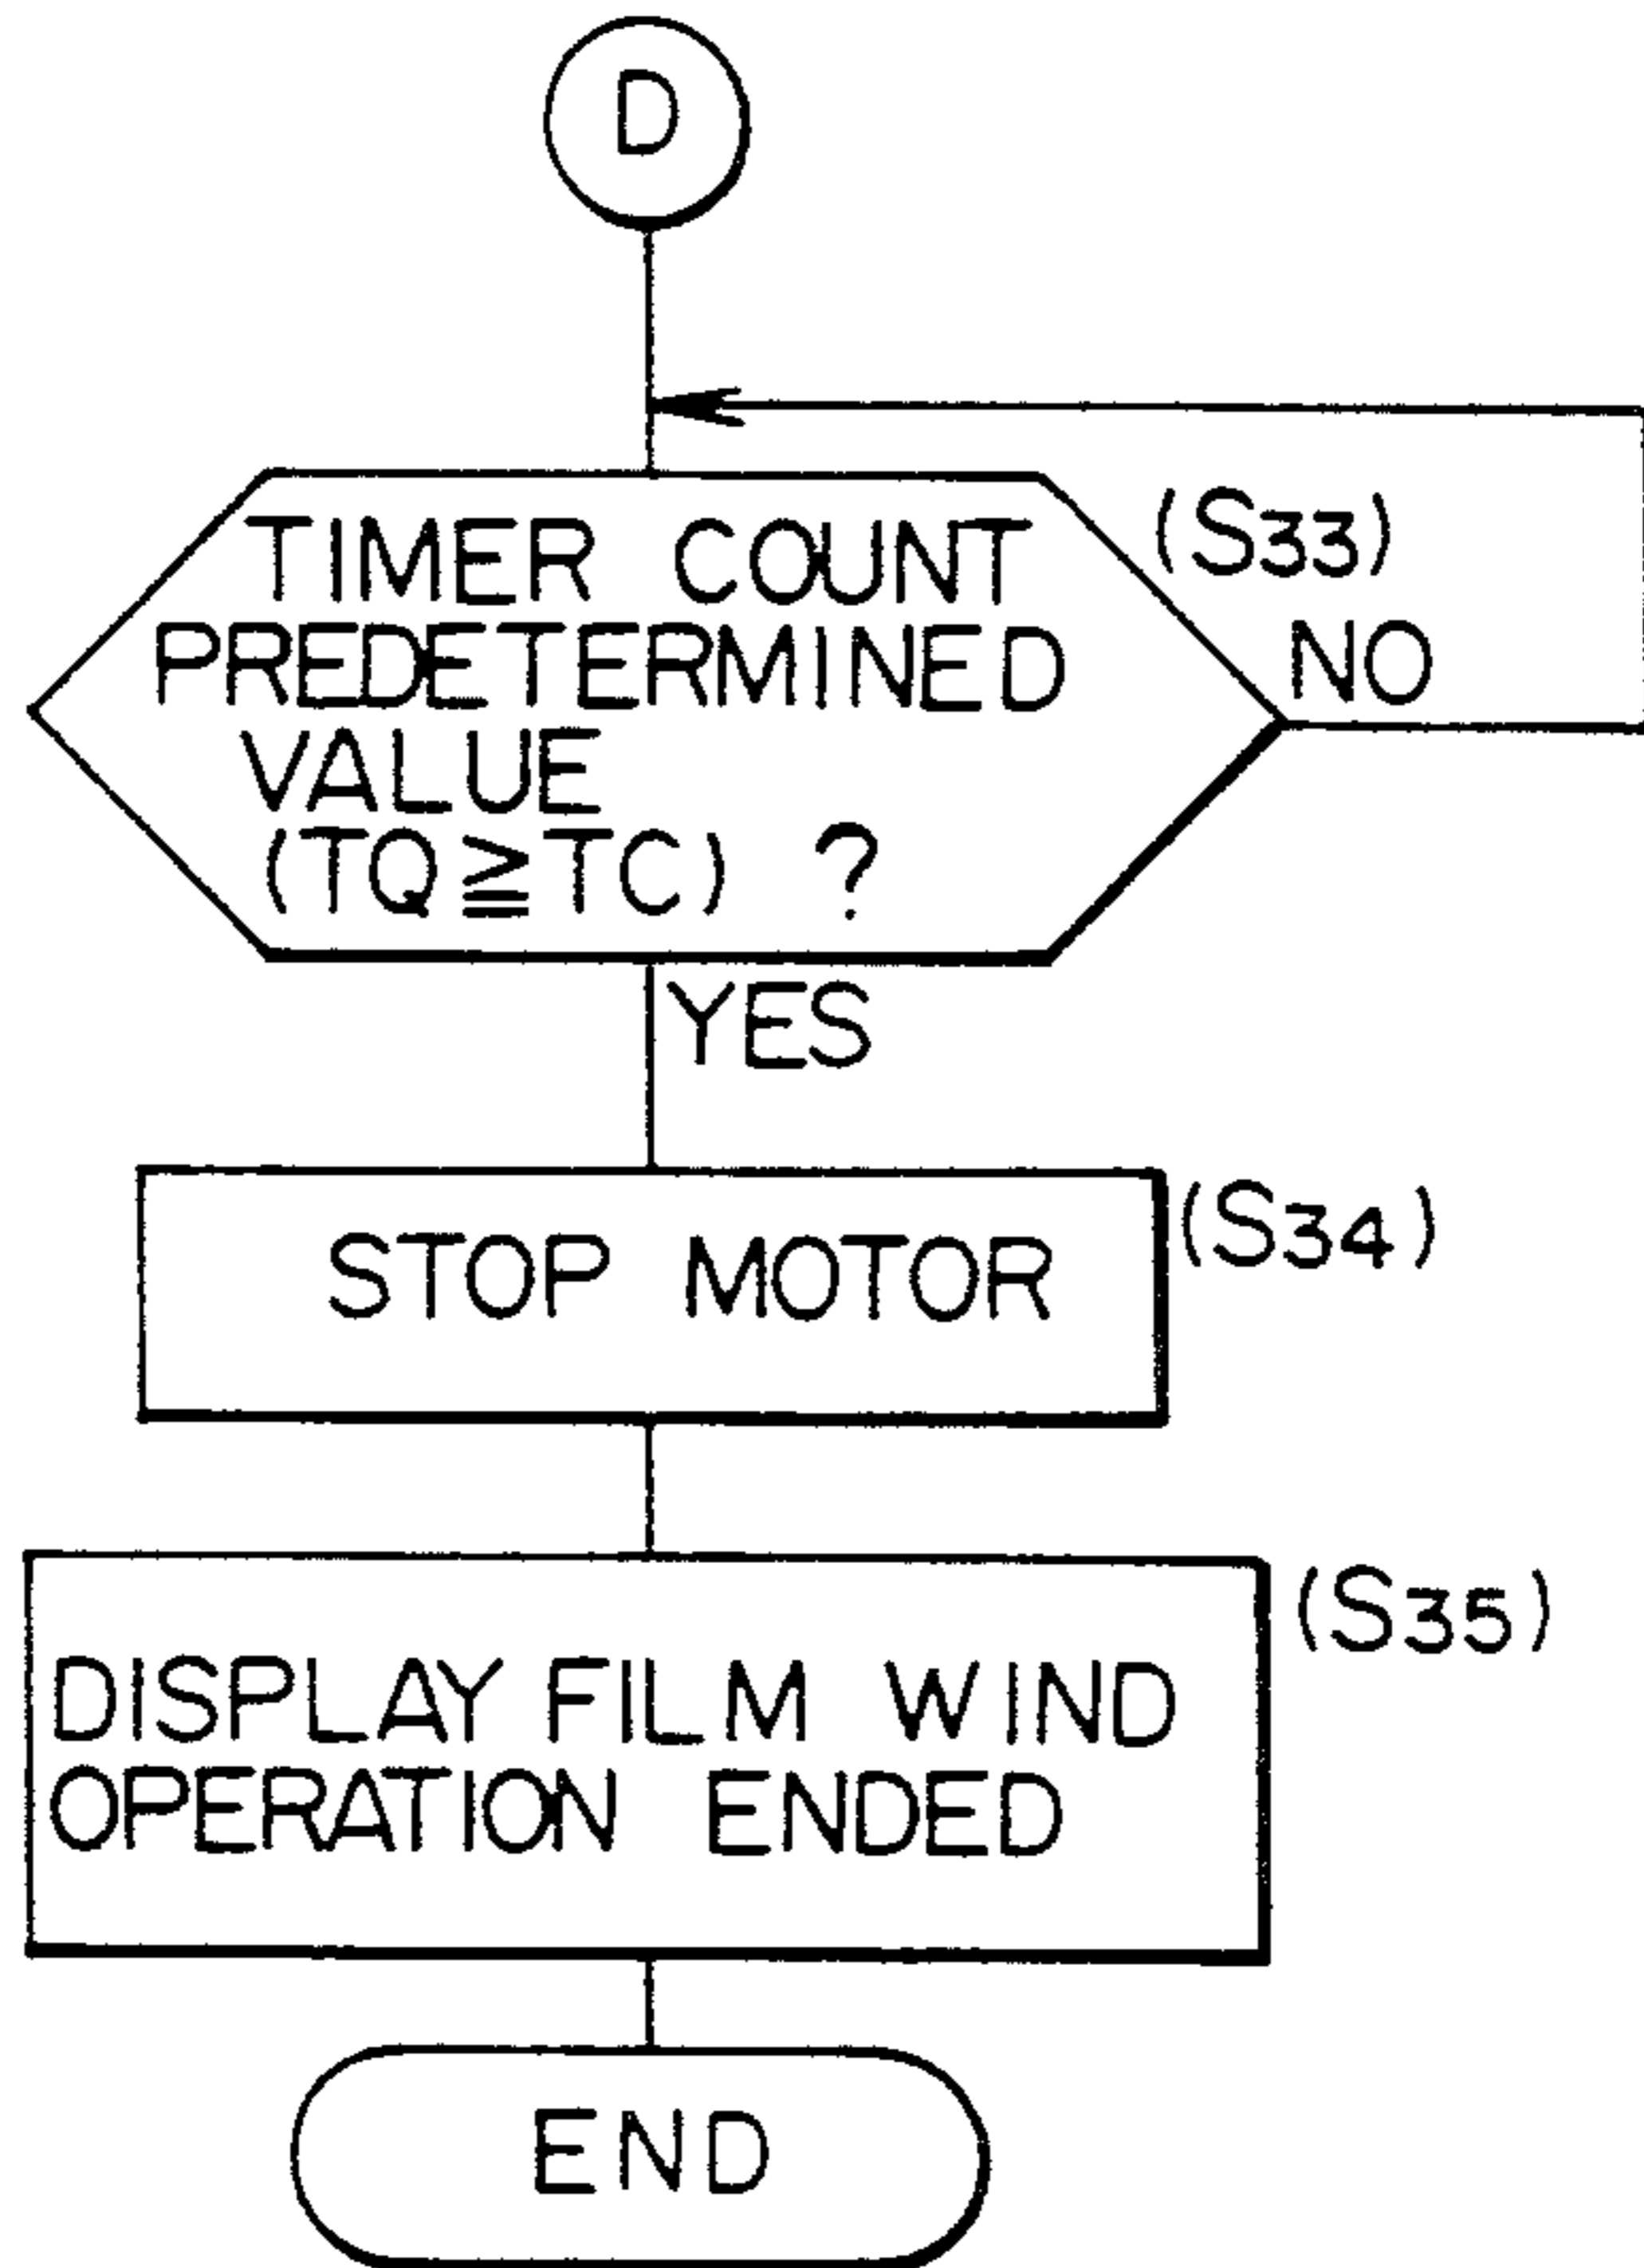 D
TIMER COUNT
PREDETERMINED
VALUE
(TQ≧TC) ?
(S33)
NO
YES
STOP MOTOR
(S34)
DISPLAY FILM WIND
OPERATION ENDED
(S35)
END